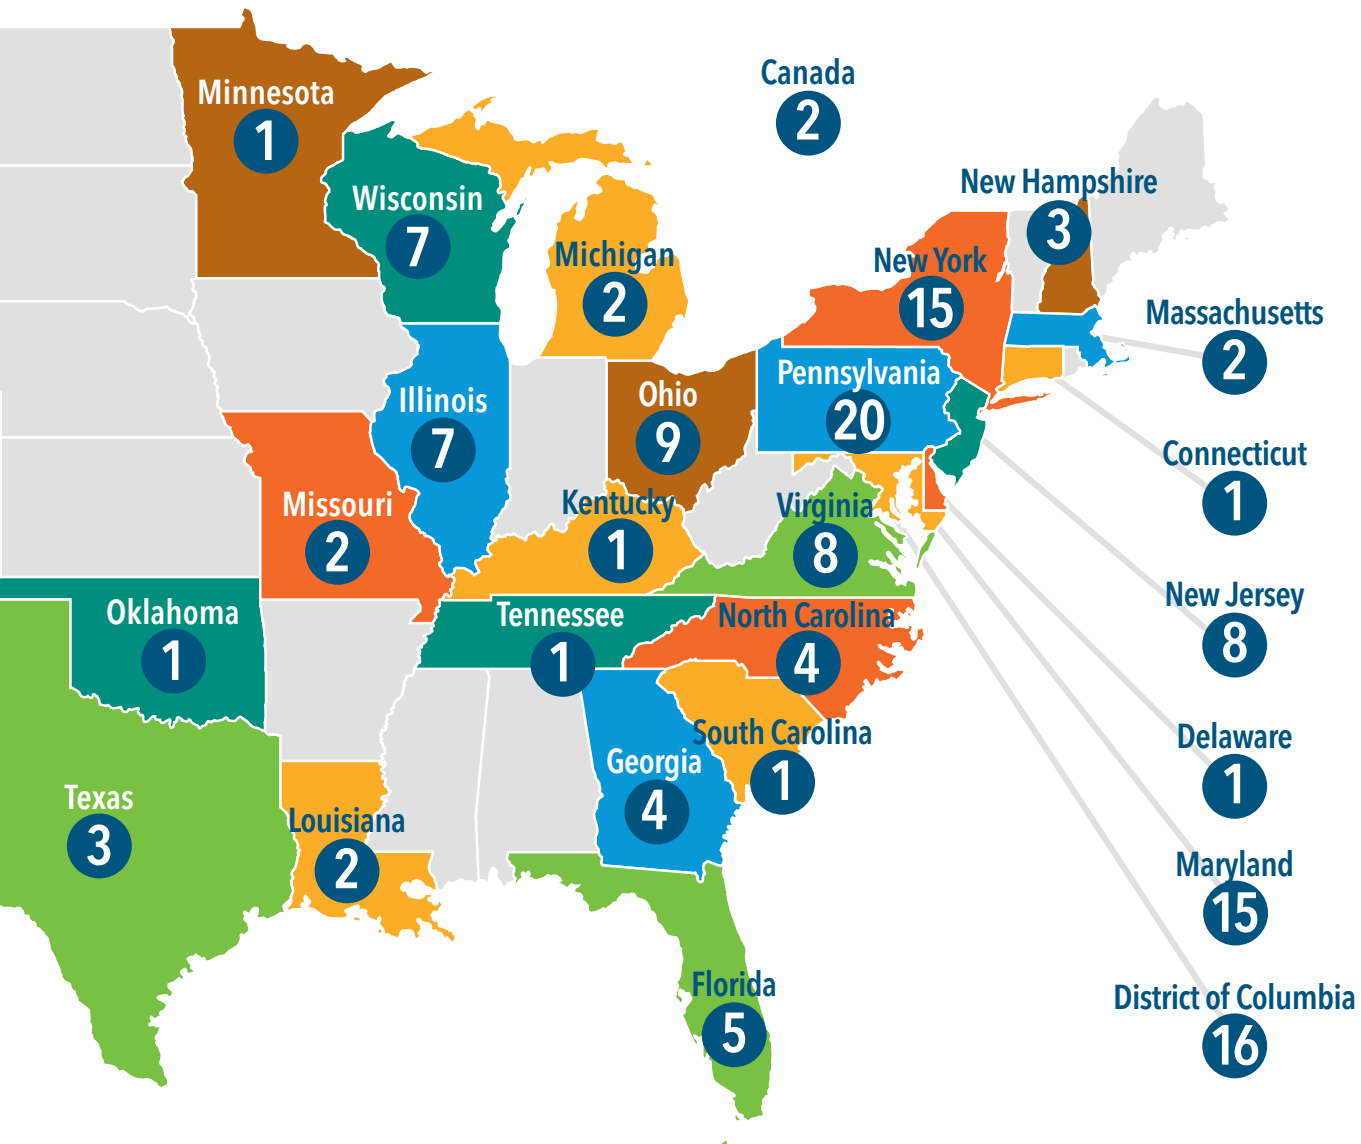 Canada
2
Minnesota
1
New Hampshire
3
Wisconsin
7
Michigan
2
New York
15
Massachusetts
2
Pennsylvania
20
Ohio
9
Illinois
7
Connecticut
1
Missouri
2
Kentucky
1
Virginia
8
New Jersey
8
Oklahoma
1
Tennessee
1
North Carolina
4
South Carolina
1
Delaware
1
Georgia
4
Texas
3
Louisiana
2
Maryland
15
Florida
5
District of Columbia
16